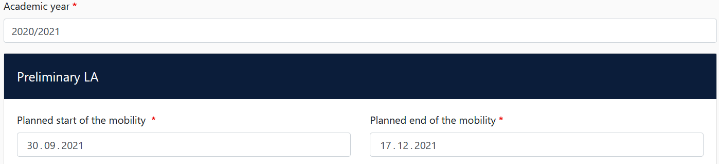 Academic year *
2020/2021
Preliminary LA
Planned start of the mobility * Planned end of the mobility *
30.09.2021 17.12.2021